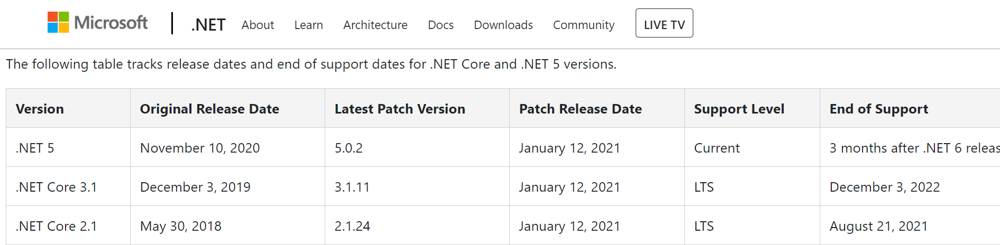 Microsoft .NET About Learn Architecture Docs Downloads Community LIVE TV
The following table tracks release dates and end of support dates for .NET Core and .NET 5 versions.
Version Original Release Date Latest Patch Version Patch Release Date Support Level End of Support
.NET 5 November 10, 2020 5.0.2 January 12, 2021 Current 3 months after .NET 6 releas
.NET Core 3.1 December 3, 2019 3.1.11 January 12, 2021 LTS December 3, 2022
.NET Core 2.1 May 30, 2018 2.1.24 January 12, 2021 LTS August 21, 2021